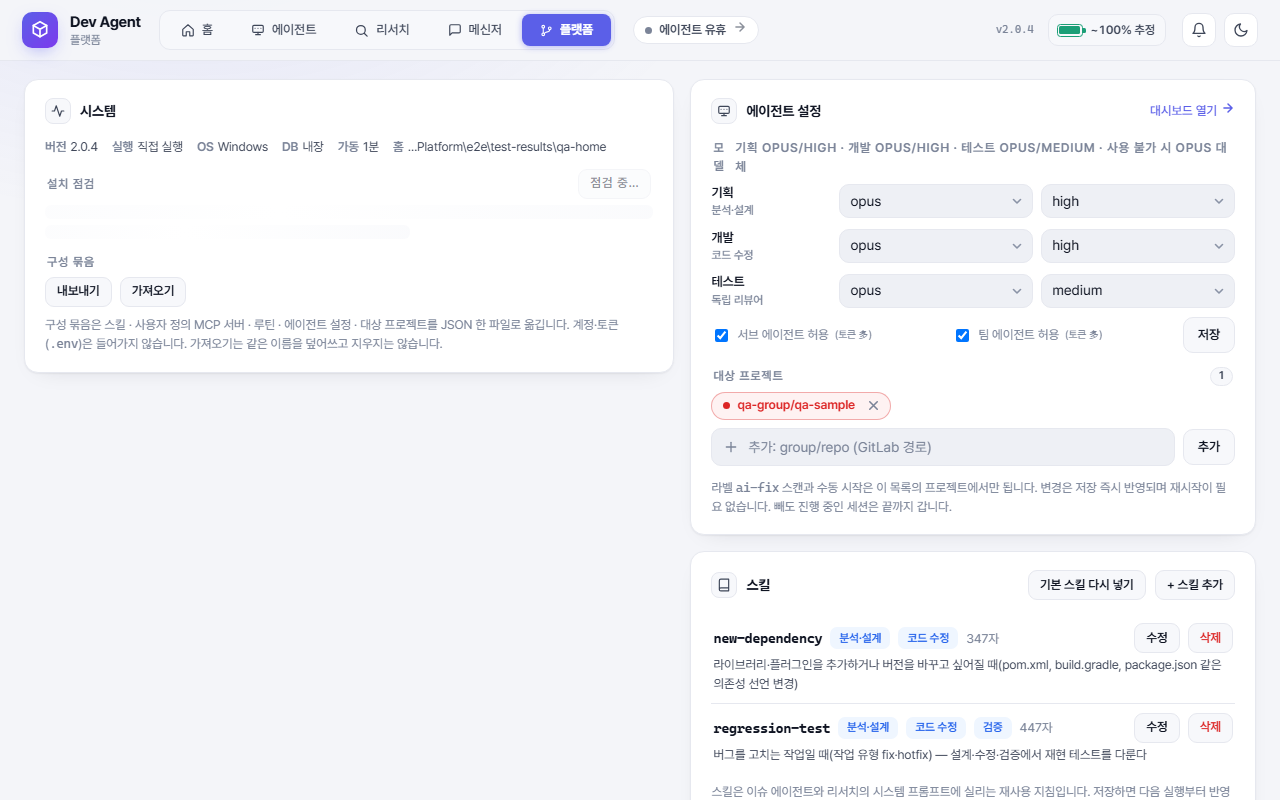 Dev Agent
플랫폼
홈
에이전트
리서치
메신저
플랫폼
에이전트 유휴
v2.0.4
~100% 추정
시스템
버전 2.0.4 실행 직접 실행 OS Windows DB 내장 가동 1분 홈 ...Platform\e2e\test-results\qa-home
설치 점검
점검 중...
구성 묶음
내보내기
가져오기
구성 묶음은 스킬 · 사용자 정의 MCP 서버 · 루틴 · 에이전트 설정 · 대상 프로젝트를 JSON 한 파일로 옮깁니다. 계정·토큰
(.env)은 들어가지 않습니다. 가져오기는 같은 이름을 덮어쓰고 지우지는 않습니다.
에이전트 설정
대시보드 열기
모델 기획 OPUS/HIGH · 개발 OPUS/HIGH · 테스트 OPUS/MEDIUM · 사용 불가 시 OPUS 대체
기획
분석·설계
opus
high
개발
코드 수정
opus
high
테스트
독립 리뷰어
opus
medium
서브 에이전트 허용 (토큰 多)
팀 에이전트 허용 (토큰 多)
저장
대상 프로젝트
1
qa-group/qa-sample
추가: group/repo (GitLab 경로)
추가
라벨 ai-fix 스캔과 수동 시작은 이 목록의 프로젝트에서만 됩니다. 변경은 저장 즉시 반영되며 재시작이 필
요 없습니다. 빼도 진행 중인 세션은 끝까지 갑니다.
스킬
기본 스킬 다시 넣기
+ 스킬 추가
new-dependency 분석·설계 코드 수정 347자
수정
삭제
라이브러리·플러그인을 추가하거나 버전을 바꾸고 싶어질 때(pom.xml, build.gradle, package.json 같은
의존성 선언 변경)
regression-test 분석·설계 코드 수정 검증 447자
수정
삭제
버그를 고치는 작업일 때(작업 유형 fix·hotfix) — 설계·수정·검증에서 재현 테스트를 다룬다
스킬은 이슈 에이전트와 리서치의 시스템 프롬프트에 실리는 재사용 지침입니다. 저장하면 다음 실행부터 반영